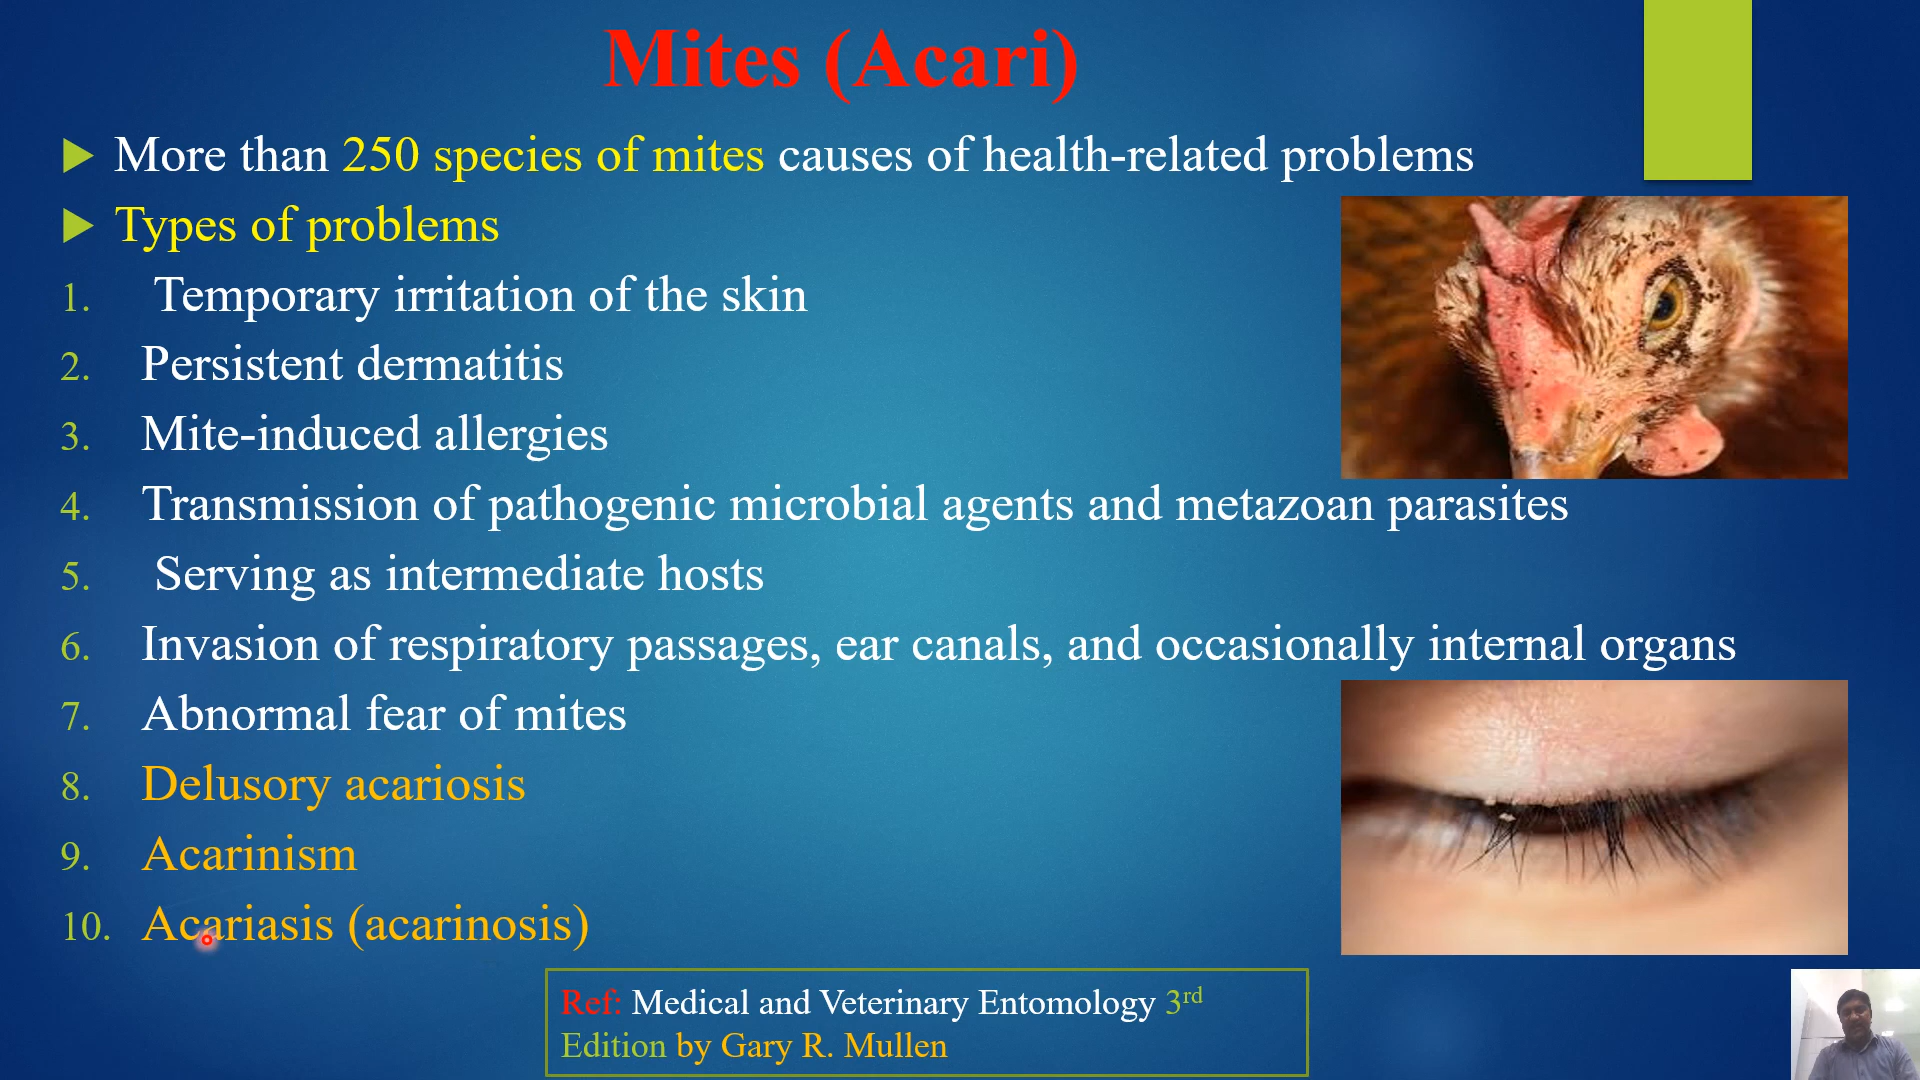 Mites (Acari)
More than 250 species of mites causes of health-related problems
Types of problems
1. Temporary irritation of the skin
2. Persistent dermatitis
3. Mite-induced allergies
4. Transmission of pathogenic microbial agents and metazoan parasites
5. Serving as intermediate hosts
6. Invasion of respiratory passages, ear canals, and occasionally internal organs
7. Abnormal fear of mites
8. Delusory acariosis
9. Acarinism
10. Acariasis (acarinosis)
Ref: Medical and Veterinary Entomology 3rd
Edition by Gary R. Mullen